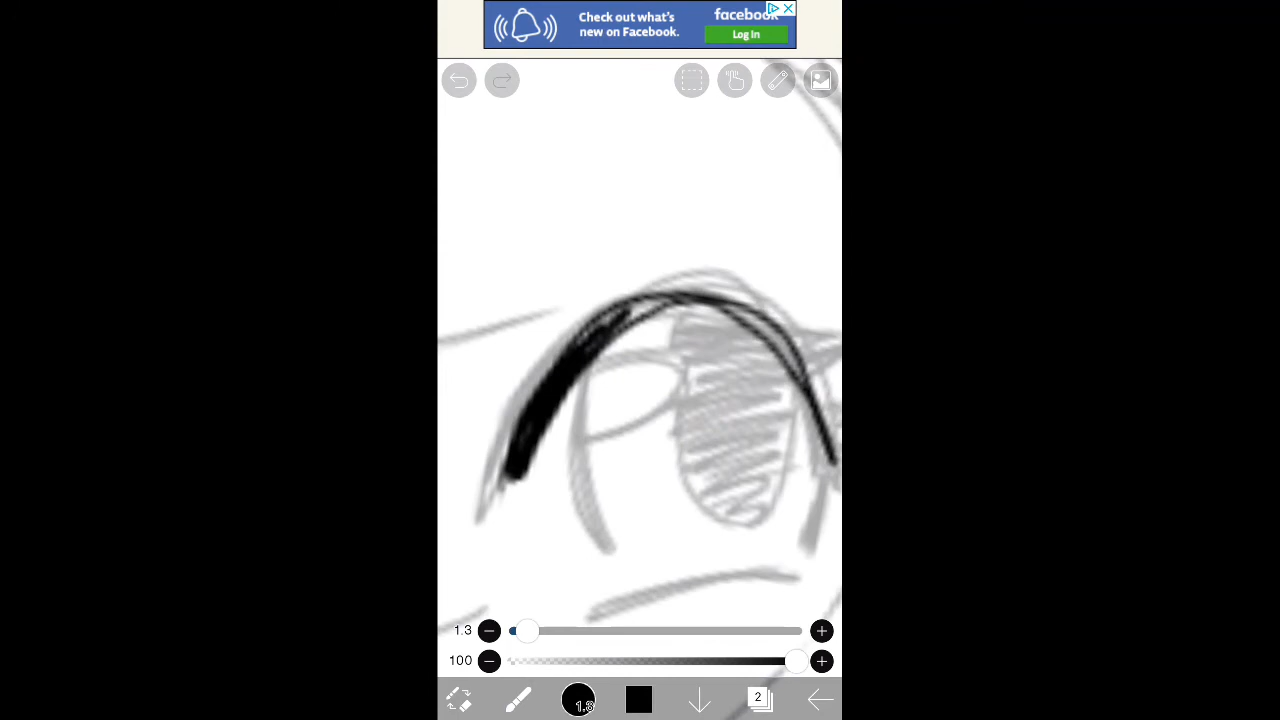 Check out what's
new on Facebook.
facebook
Log In
1.3
100
1.3
2